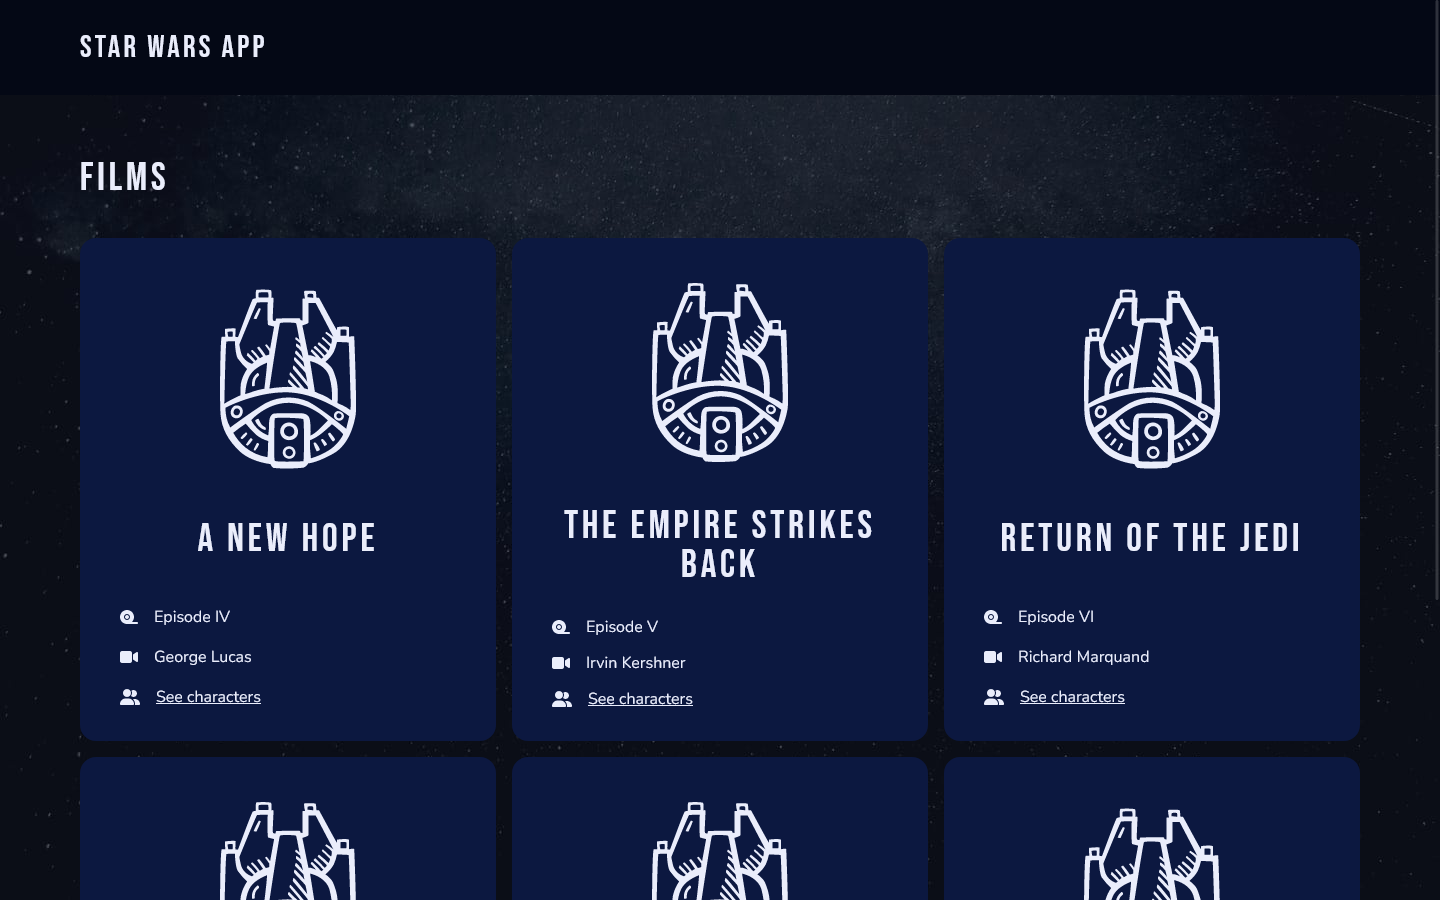 STAR WARS APP
FILMS
A NEW HOPE
Episode IV
George Lucas
See characters
THE EMPIRE STRIKES
BACK
Episode V
Irvin Kershner
See characters
RETURN OF THE JEDI
Episode VI
Richard Marquand
See characters